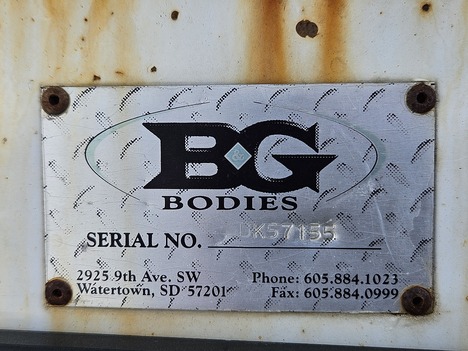 B G
BODIES
SERIAL NO. DK57155
2925 9th Ave. SW Phone: 605.884.1023
Watertown, SD 57201 Fax: 605.884.0999